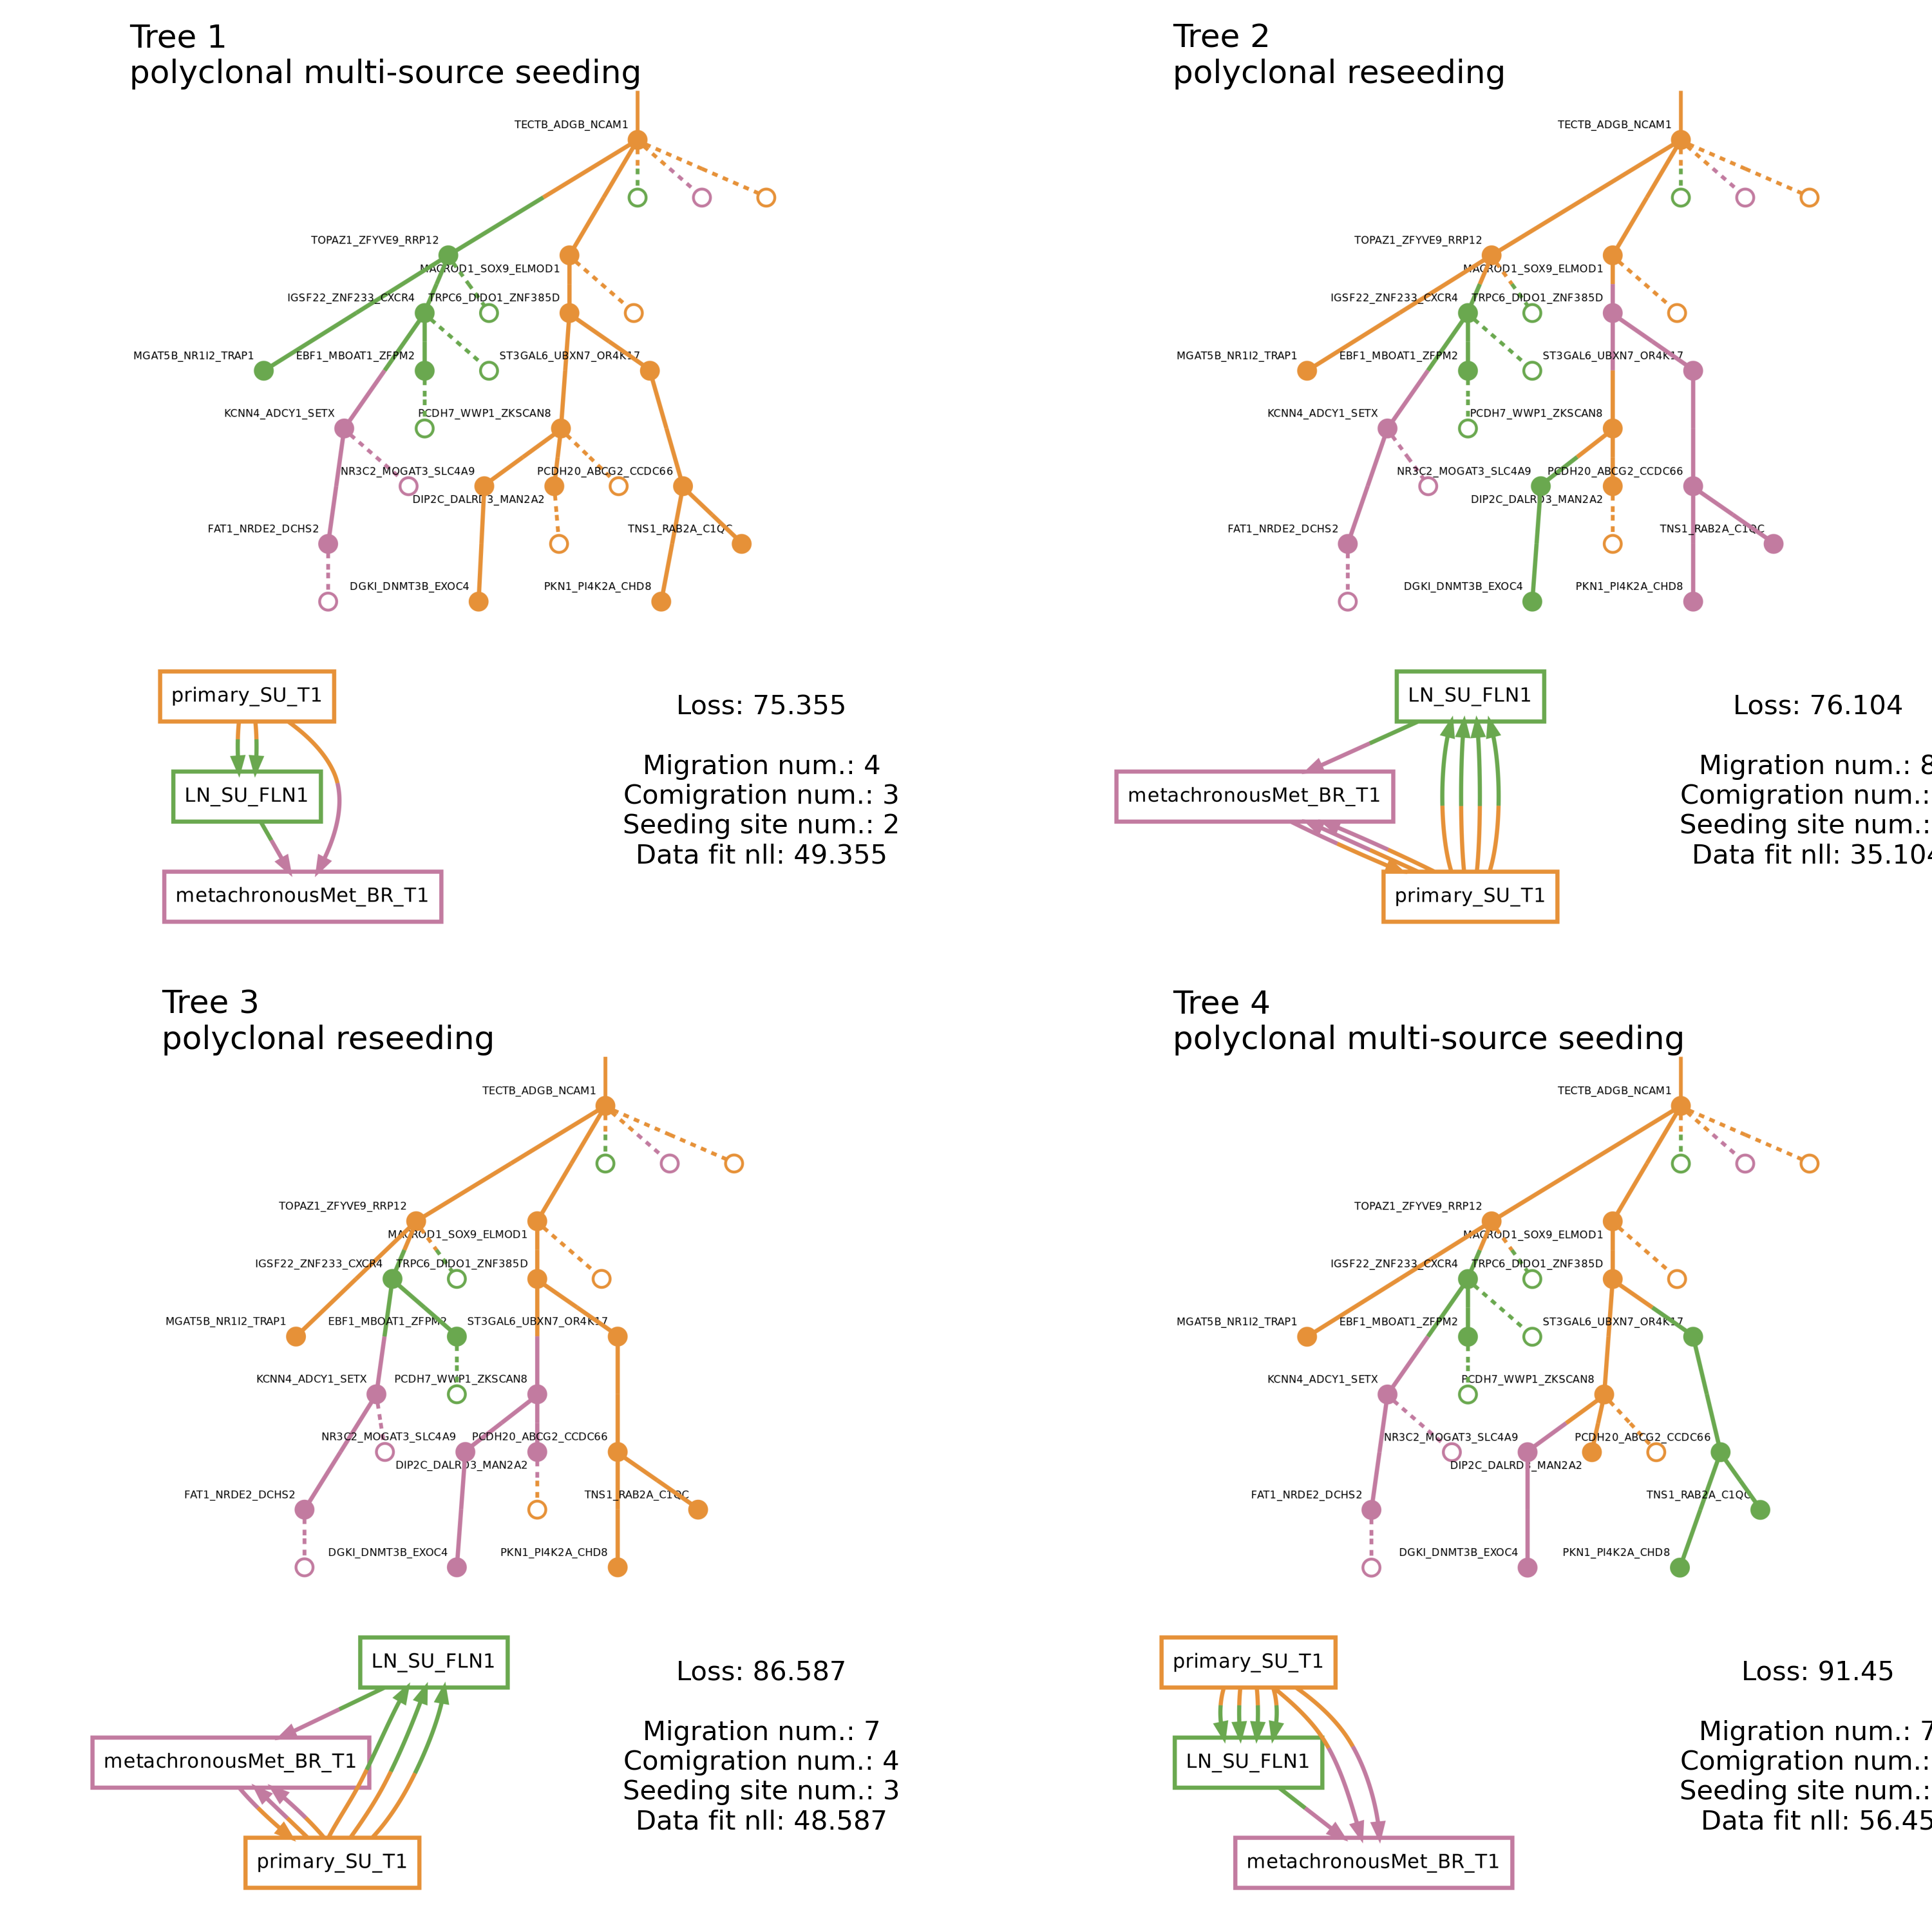 Tree 1
polyclonal multi-source seeding
TECTB_ADGB_NCAM1
TOPAZ1_ZFYVE9_RRP12
MACROD1_SOX9_ELMOD1
IGSF22_ZNF233_CXCR4
TRPC6_DIDO1_ZNF385D
MGAT5B_NR1I2_TRAP1
EBF1_MBOAT1_ZFPM2
ST3GAL6_UBXN7_OR4K17
KCNN4_ADCY1_SETX
PCDH7_WWP1_ZKSCAN8
NR3C2_MOGAT3_SLC4A9
PCDH20_ABCG2_CCDC66
DIP2C_DALRD3_MAN2A2
FAT1_NRDE2_DCHS2
TNS1_RAB2A_C1QC
DGKI_DNMT3B_EXOC4
PKN1_PI4K2A_CHD8
primary_SU_T1
LN_SU_FLN1
metachronousMet_BR_T1
Loss: 75.355
Migration num.: 4
Comigration num.: 3
Seeding site num.: 2
Data fit nll: 49.355
Tree 2
polyclonal reseeding
TECTB_ADGB_NCAM1
TOPAZ1_ZFYVE9_RRP12
MACROD1_SOX9_ELMOD1
IGSF22_ZNF233_CXCR4
TRPC6_DIDO1_ZNF385D
MGAT5B_NR1I2_TRAP1
EBF1_MBOAT1_ZFPM2
ST3GAL6_UBXN7_OR4K17
KCNN4_ADCY1_SETX
PCDH7_WWP1_ZKSCAN8
NR3C2_MOGAT3_SLC4A9
PCDH20_ABCG2_CCDC66
DIP2C_DALRD3_MAN2A2
FAT1_NRDE2_DCHS2
TNS1_RAB2A_C1QC
DGKI_DNMT3B_EXOC4
PKN1_PI4K2A_CHD8
LN_SU_FLN1
metachronousMet_BR_T1
primary_SU_T1
Loss: 76.104
Migration num.: 8
Comigration num.:
Seeding site num.:
Data fit nll: 35.104
Tree 3
polyclonal reseeding
TECTB_ADGB_NCAM1
TOPAZ1_ZFYVE9_RRP12
MACROD1_SOX9_ELMOD1
IGSF22_ZNF233_CXCR4
TRPC6_DIDO1_ZNF385D
MGAT5B_NR1I2_TRAP1
EBF1_MBOAT1_ZFPM2
ST3GAL6_UBXN7_OR4K17
KCNN4_ADCY1_SETX
PCDH7_WWP1_ZKSCAN8
NR3C2_MOGAT3_SLC4A9
PCDH20_ABCG2_CCDC66
DIP2C_DALRD3_MAN2A2
FAT1_NRDE2_DCHS2
TNS1_RAB2A_C1QC
DGKI_DNMT3B_EXOC4
PKN1_PI4K2A_CHD8
LN_SU_FLN1
metachronousMet_BR_T1
primary_SU_T1
Loss: 86.587
Migration num.: 7
Comigration num.: 4
Seeding site num.: 3
Data fit nll: 48.587
Tree 4
polyclonal multi-source seeding
TECTB_ADGB_NCAM1
TOPAZ1_ZFYVE9_RRP12
MACROD1_SOX9_ELMOD1
IGSF22_ZNF233_CXCR4
TRPC6_DIDO1_ZNF385D
MGAT5B_NR1I2_TRAP1
EBF1_MBOAT1_ZFPM2
ST3GAL6_UBXN7_OR4K17
KCNN4_ADCY1_SETX
PCDH7_WWP1_ZKSCAN8
NR3C2_MOGAT3_SLC4A9
PCDH20_ABCG2_CCDC66
DIP2C_DALRD3_MAN2A2
FAT1_NRDE2_DCHS2
TNS1_RAB2A_C1QC
DGKI_DNMT3B_EXOC4
PKN1_PI4K2A_CHD8
primary_SU_T1
LN_SU_FLN1
metachronousMet_BR_T1
Loss: 91.45
Migration num.: 7
Comigration num.:
Seeding site num.:
Data fit nll: 56.45